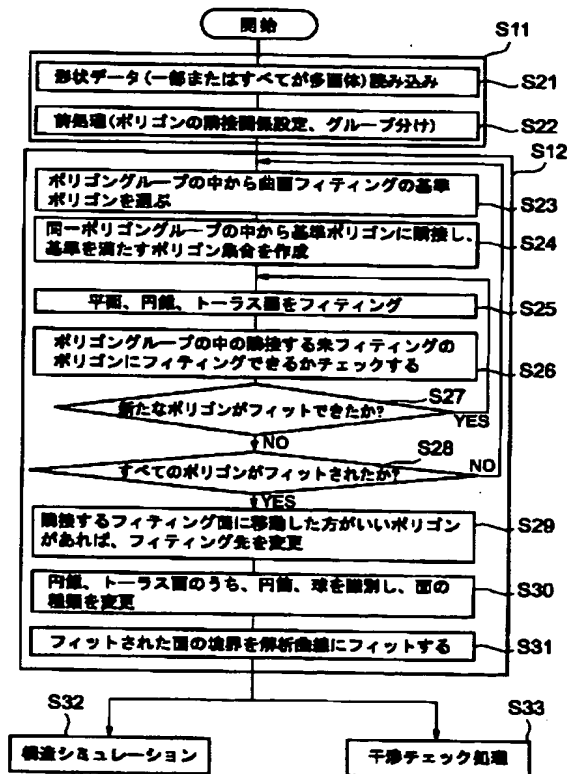 開始
S11
形状データ(一部またはすべてが多面体)読み込み
S21
前処理(ポリゴンの隣接関係設定、グループ分け)
S22
S12
ポリゴングループの中から曲面フィティングの基準
ポリゴンを選ぶ
S23
同一ポリゴングループの中から基準ポリゴンに隣接し、
基準を満たすポリゴン集合を作成
S24
平面、円錐、トーラス面をフィティング
S25
ポリゴングループの中の隣接する未フィティングの
ポリゴンにフィティングできるかチェックする
S26
新たなポリゴンがフィットできたか?
S27
YES
NO
S28
すべてのポリゴンがフィットされたか?
NO
YES
隣接するフィティング面に移動した方がいいポリゴン
があれば、フィティング先を変更
S29
円錐、トーラス面のうち、円筒、球を識別し、面の
種類を変更
S30
フィットされた面の境界を解析曲線にフィットする
S31
S32
S33
構造シミュレーション
干渉チェック処理